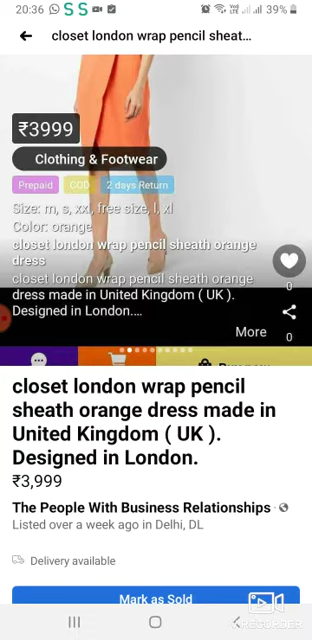 20:36
39%
closet london wrap pencil sheat...
₹3999
Clothing & Footwear
Prepaid COD 2 days Return
Size: m, s, xxl, free size, l, xl
Color: orange
closet london wrap pencil sheath orange
dress
closet london wrap pencil sheath orange
dress made in United Kingdom ( UK ).
Designed in London....
0
More
0
closet london wrap pencil
sheath orange dress made in
United Kingdom ( UK ).
Designed in London.
₹3,999
The People With Business Relationships ·
Listed over a week ago in Delhi, DL
Delivery available
Mark as Sold
RECORDER